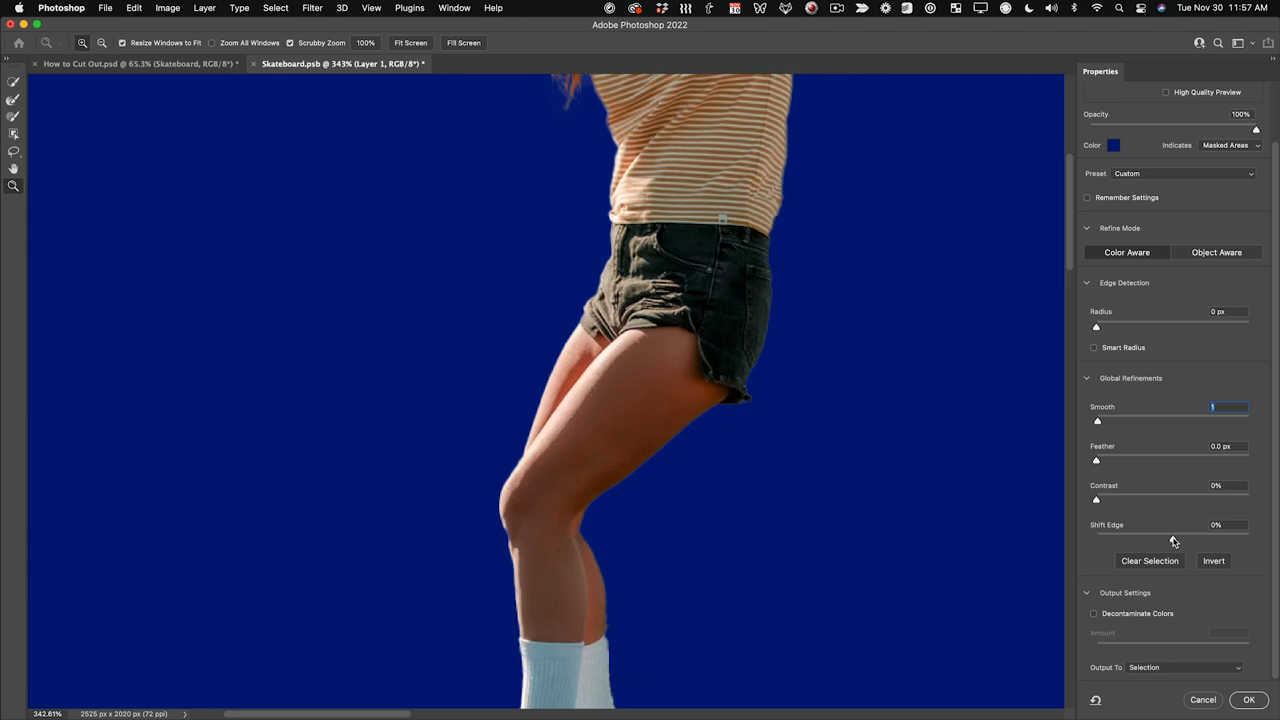 Photoshop File Edit Image Layer Type Select Filter 3D View Plugins Window Help Tue Nov 30 11:57 AM
Adobe Photoshop 2022
Resize Windows to Fit Zoom All Windows Scrubby Zoom 100% Fit Screen Fill Screen
How to Cut Out.psd @ 65.3% (Skateboard, RGB/8*) *
Skateboard.psb @ 343% (Layer 1, RGB/8*) *
Properties
High Quality Preview
Opacity 100%
Color Indicates Masked Areas
Preset Custom
Remember Settings
Refine Mode
Color Aware Object Aware
Edge Detection
Radius 0 px
Smart Radius
Global Refinements
Smooth 1
Feather 0.0 px
Contrast 0%
Shift Edge 0%
Clear Selection Invert
Output Settings
Decontaminate Colors
Amount
Output To Selection
Cancel OK
342.61% 2525 px x 2020 px (72 ppi)